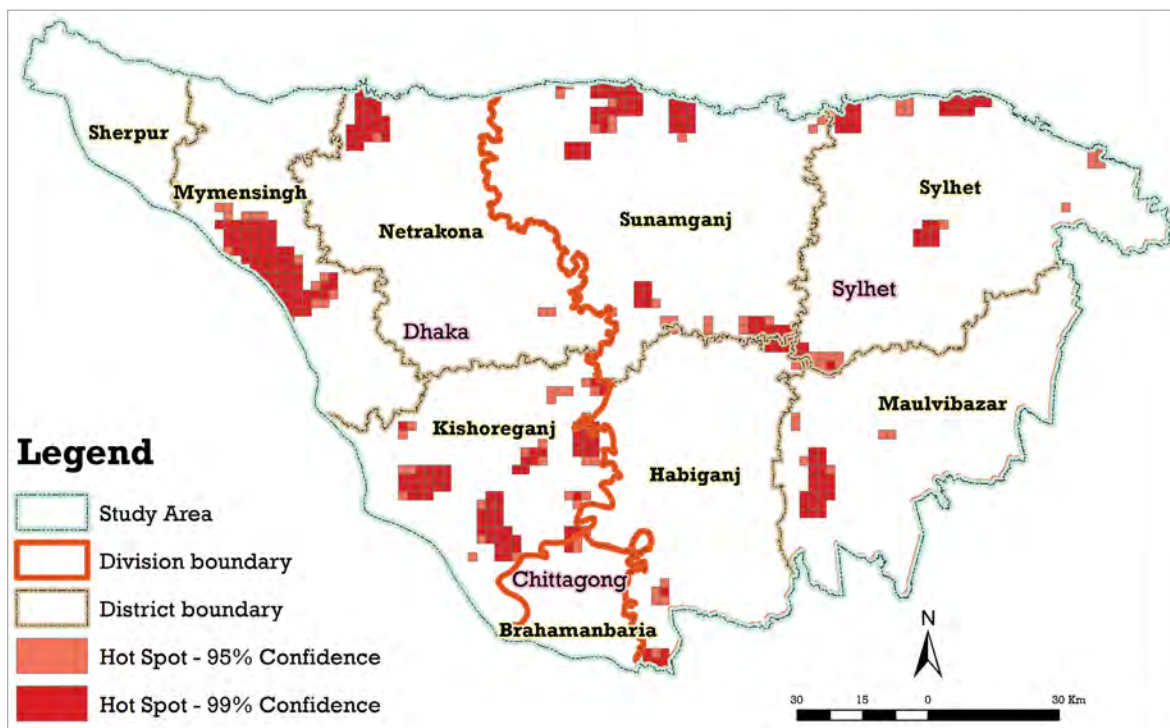 Sherpur
Mymensingh
Netrakona
Sunamganj
Sylhet
Sylhet
Dhaka
Kishoreganj
Habiganj
Maulvibazar
Chittagong
Brahamanbaria
Legend
Study Area
Division boundary
District boundary
Hot Spot - 95% Confidence
Hot Spot - 99% Confidence
N
30 15 0 30 Km